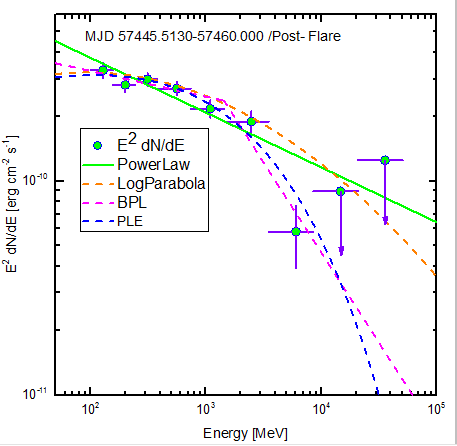 MJD 57445.5130-57460.000 /Post- Flare
E² dN/dE
PowerLaw
LogParabola
BPL
PLE
E² dN/dE [erg cm⁻² s⁻¹]
10⁻¹⁰
10⁻¹¹
10² 10³ 10⁴ 10⁵
Energy [MeV]